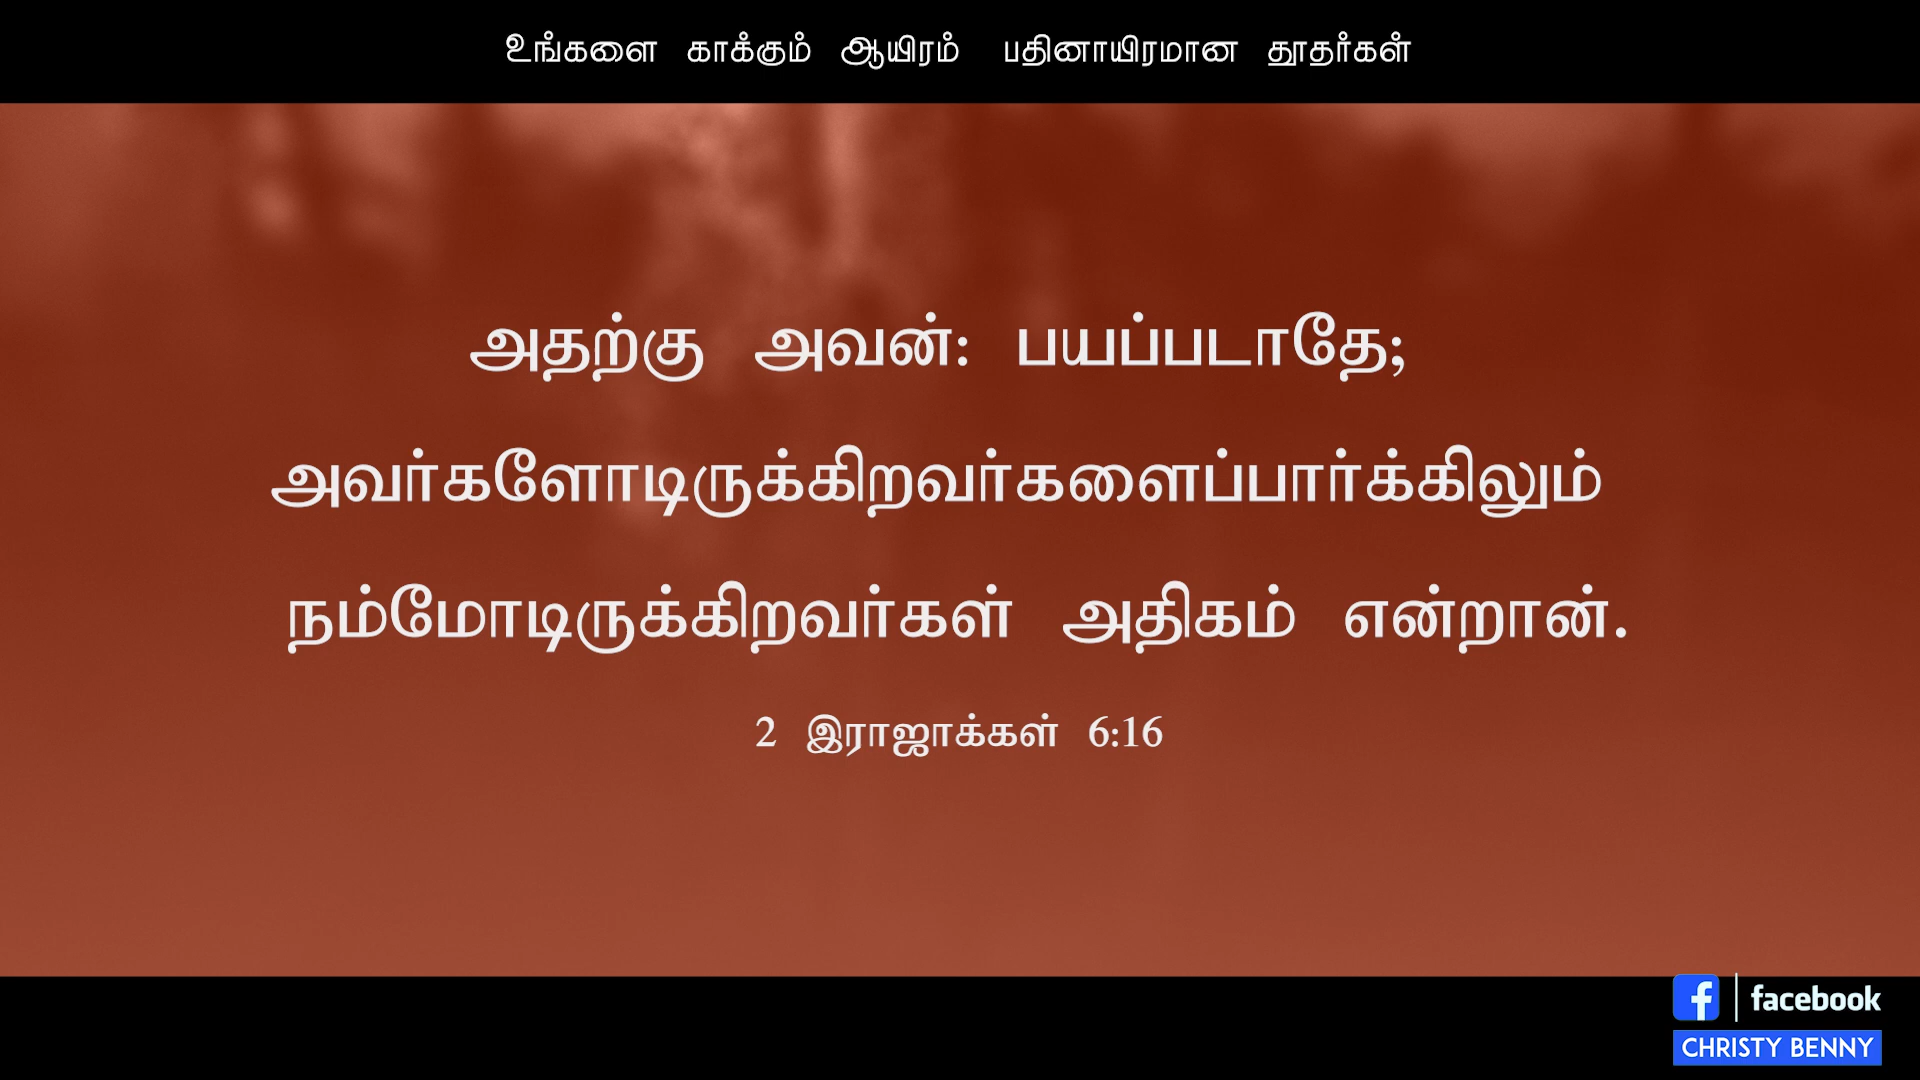 உங்களை காக்கும் ஆயிரம் பதினாயிரமான தூதர்கள்
அதற்கு அவன்: பயப்படாதே;
அவர்களோடிருக்கிறவர்களைப்பார்க்கிலும்
நம்மோடிருக்கிறவர்கள் அதிகம் என்றான்.
2 இராஜாக்கள் 6:16
facebook
CHRISTY BENNY